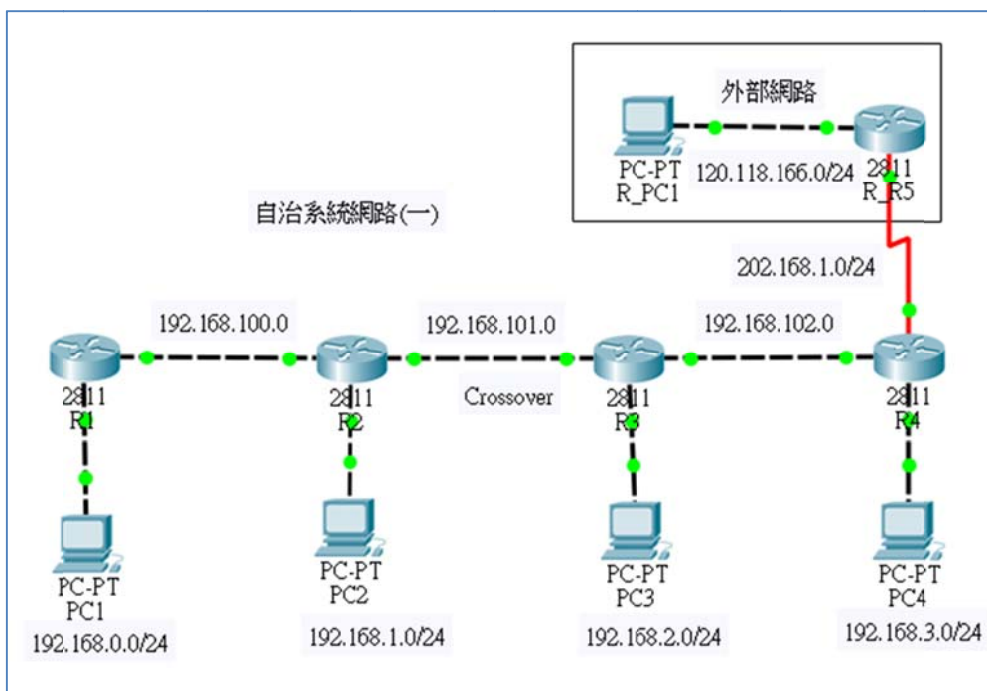 外部網路
PC-PT
R_PC1
120.118.166.0/24
2811
R_R5
自治系統網路(一)
202.168.1.0/24
192.168.100.0
192.168.101.0
192.168.102.0
2811
R1
2811
R2
Crossover
2811
R3
2811
R4
PC-PT
PC1
192.168.0.0/24
PC-PT
PC2
192.168.1.0/24
PC-PT
PC3
192.168.2.0/24
PC-PT
PC4
192.168.3.0/24